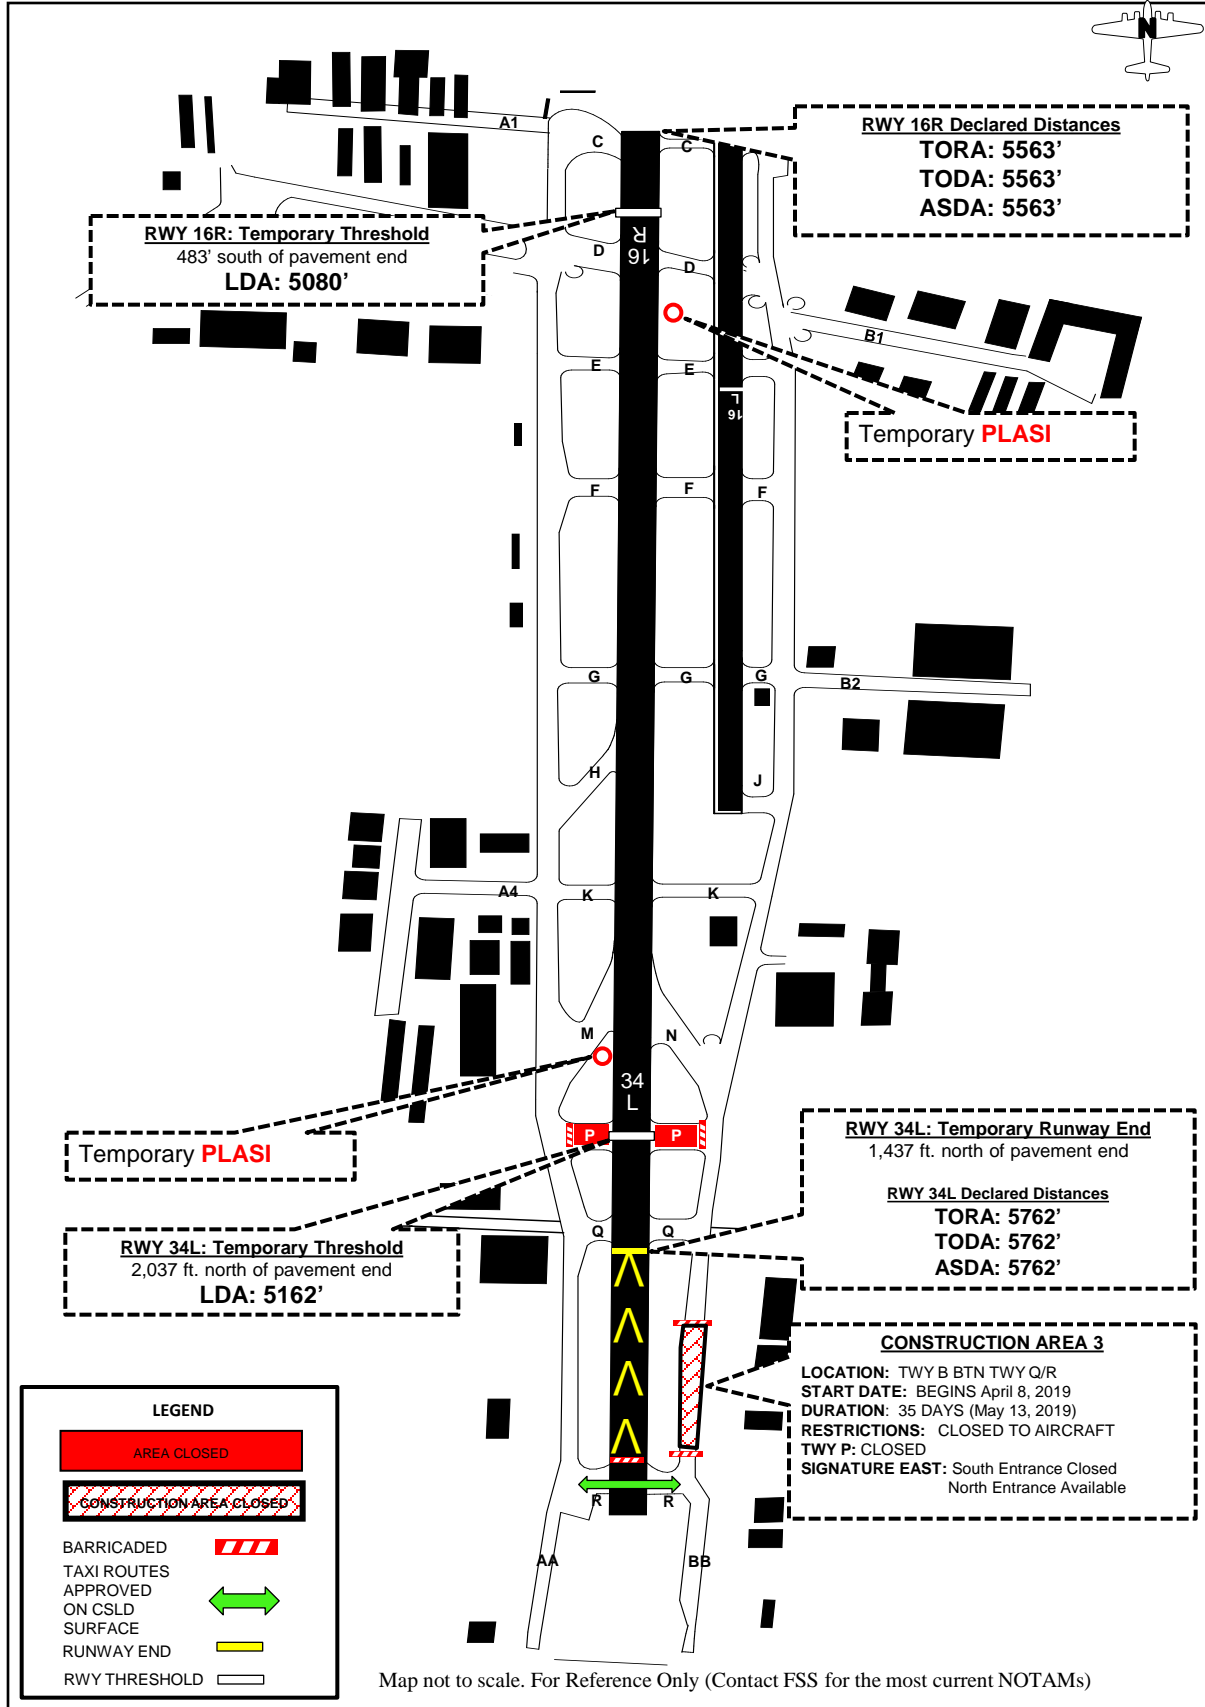 N
A1
C
C
RWY 16R Declared Distances
TORA: 5563’
TODA: 5563’
ASDA: 5563’
RWY 16R: Temporary Threshold
483’ south of pavement end
LDA: 5080’
16
R
D
D
B1
E
E
16
L
Temporary PLASI
F
F
F
G
G
G
B2
H
J
A4
K
K
M
N
34
L
P
P
Temporary PLASI
RWY 34L: Temporary Runway End
1,437 ft. north of pavement end
RWY 34L Declared Distances
TORA: 5762’
TODA: 5762’
ASDA: 5762’
Q
Q
RWY 34L: Temporary Threshold
2,037 ft. north of pavement end
LDA: 5162’
CONSTRUCTION AREA 3
LOCATION: TWY B BTN TWY Q/R
START DATE: BEGINS April 8, 2019
DURATION: 35 DAYS (May 13, 2019)
RESTRICTIONS: CLOSED TO AIRCRAFT
TWY P: CLOSED
SIGNATURE EAST: South Entrance Closed
North Entrance Available
R
R
AA
BB
LEGEND
AREA CLOSED
CONSTRUCTION AREA CLOSED
BARRICADED
TAXI ROUTES
APPROVED
ON CSLD
SURFACE
RUNWAY END
RWY THRESHOLD
Map not to scale. For Reference Only (Contact FSS for the most current NOTAMs)